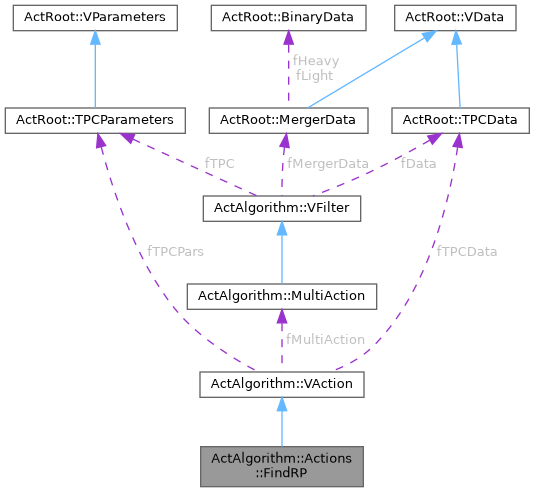 ActRoot::VParameters
ActRoot::BinaryData
ActRoot::VData
fHeavy
fLight
ActRoot::TPCParameters
ActRoot::MergerData
ActRoot::TPCData
fTPC
fMergerData
fData
ActAlgorithm::VFilter
fTPCPars
fTPCData
ActAlgorithm::MultiAction
fMultiAction
ActAlgorithm::VAction
ActAlgorithm::Actions
::FindRP